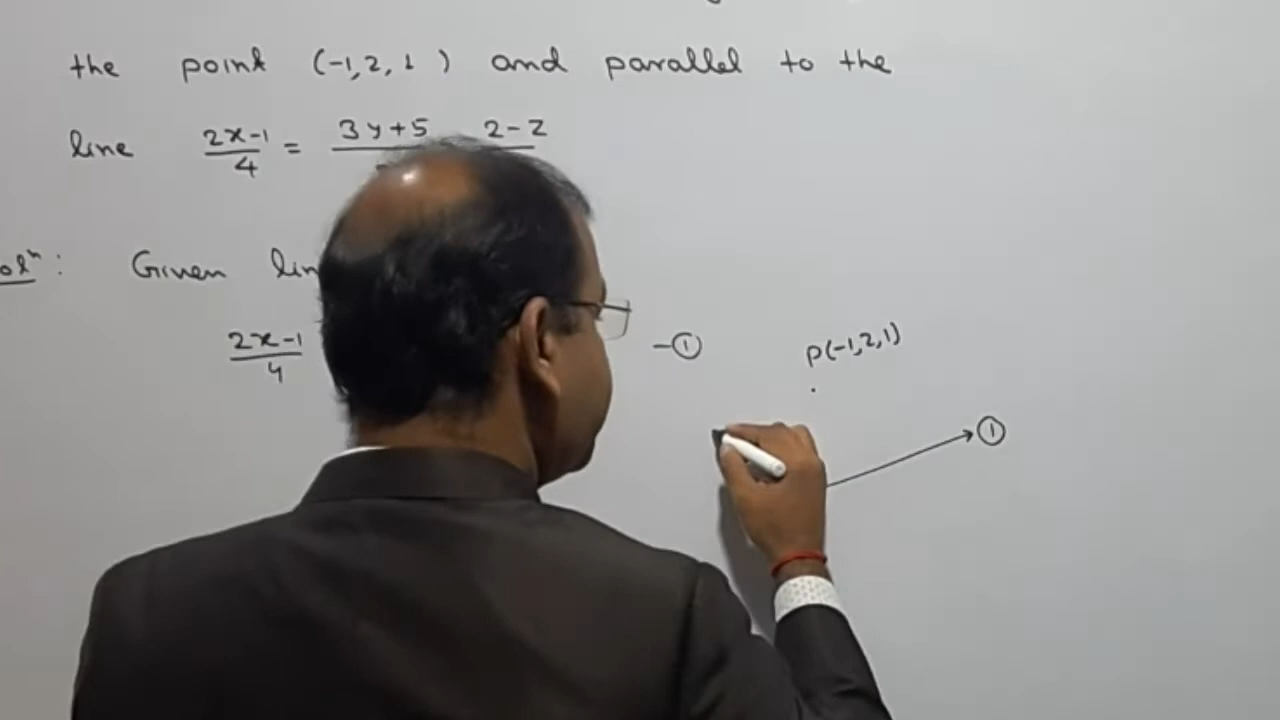 the point (-1, 2, 1) and parallel to the
line 2x-1/4 = 3y+5 2-z
Given
2x-1/4 -①
P(-1,2,1)
①